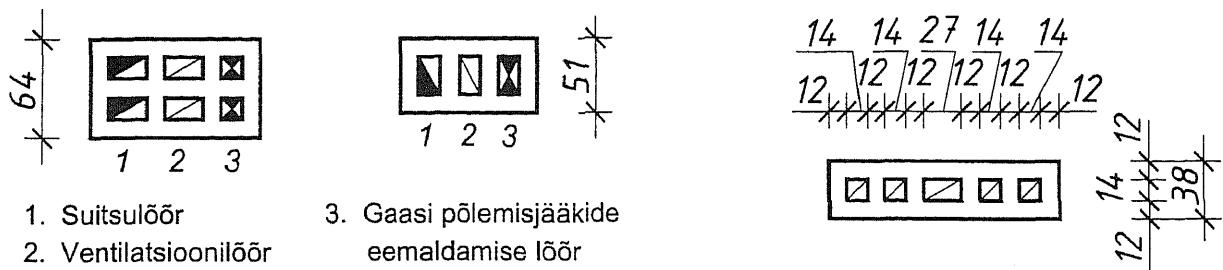 64
1 2 3
51
1 2 3
14 14 27 14 14
12 12 12 12 12 12
12
14
38
12
1. Suitsulõõr
2. Ventilatsioonilõõr
3. Gaasi põlemisjääkide
eemaldamise lõõr